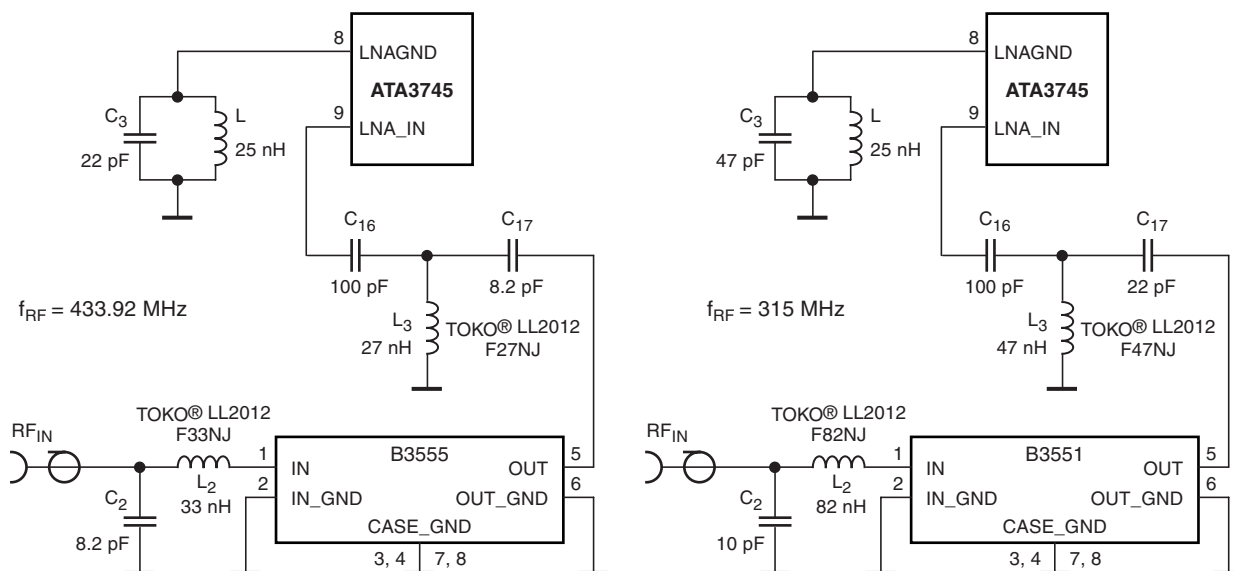 8
LNAGND
ATA3745
C3
L
9
LNA_IN
22 pF
25 nH
C16
C17
100 pF
8.2 pF
fRF = 433.92 MHz
L3
27 nH
TOKO® LL2012
F27NJ
TOKO® LL2012
F33NJ
RFIN
1
IN
B3555
OUT
5
L2
33 nH
2
IN_GND
OUT_GND
6
C2
8.2 pF
CASE_GND
3, 4
7, 8
8
LNAGND
ATA3745
C3
L
9
LNA_IN
47 pF
25 nH
C16
C17
100 pF
22 pF
fRF = 315 MHz
L3
47 nH
TOKO® LL2012
F47NJ
TOKO® LL2012
F82NJ
RFIN
1
IN
B3551
OUT
5
L2
82 nH
2
IN_GND
OUT_GND
6
C2
10 pF
CASE_GND
3, 4
7, 8